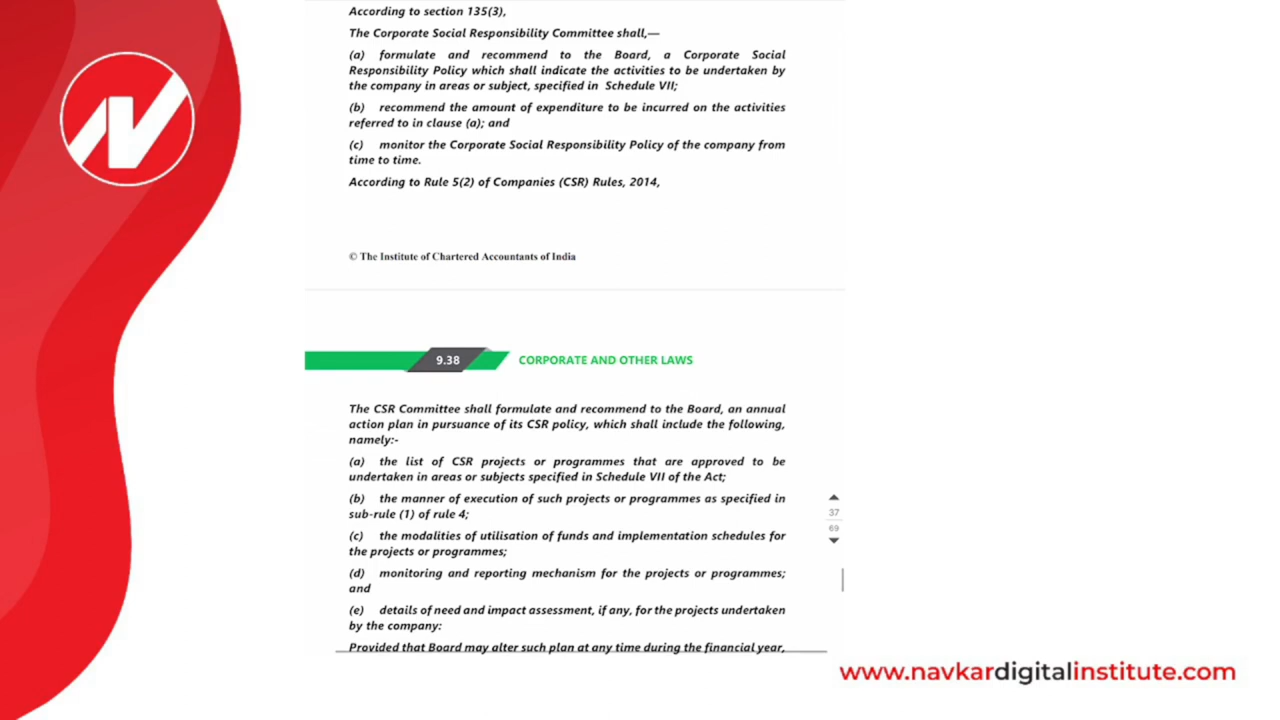 According to section 135(3),
The Corporate Social Responsibility Committee shall,—
(a) formulate and recommend to the Board, a Corporate Social
Responsibility Policy which shall indicate the activities to be undertaken by
the company in areas or subject, specified in Schedule VII;
(b) recommend the amount of expenditure to be incurred on the activities
referred to in clause (a); and
(c) monitor the Corporate Social Responsibility Policy of the company from
time to time.
According to Rule 5(2) of Companies (CSR) Rules, 2014,
© The Institute of Chartered Accountants of India
9.38 CORPORATE AND OTHER LAWS
The CSR Committee shall formulate and recommend to the Board, an annual
action plan in pursuance of its CSR policy, which shall include the following,
namely:-
(a) the list of CSR projects or programmes that are approved to be
undertaken in areas or subjects specified in Schedule VII of the Act;
(b) the manner of execution of such projects or programmes as specified in
sub-rule (1) of rule 4;
(c) the modalities of utilisation of funds and implementation schedules for
the projects or programmes;
(d) monitoring and reporting mechanism for the projects or programmes;
and
(e) details of need and impact assessment, if any, for the projects undertaken
by the company:
Provided that Board may alter such plan at any time during the financial year,
37
69
www.navkardigitalinstitute.com